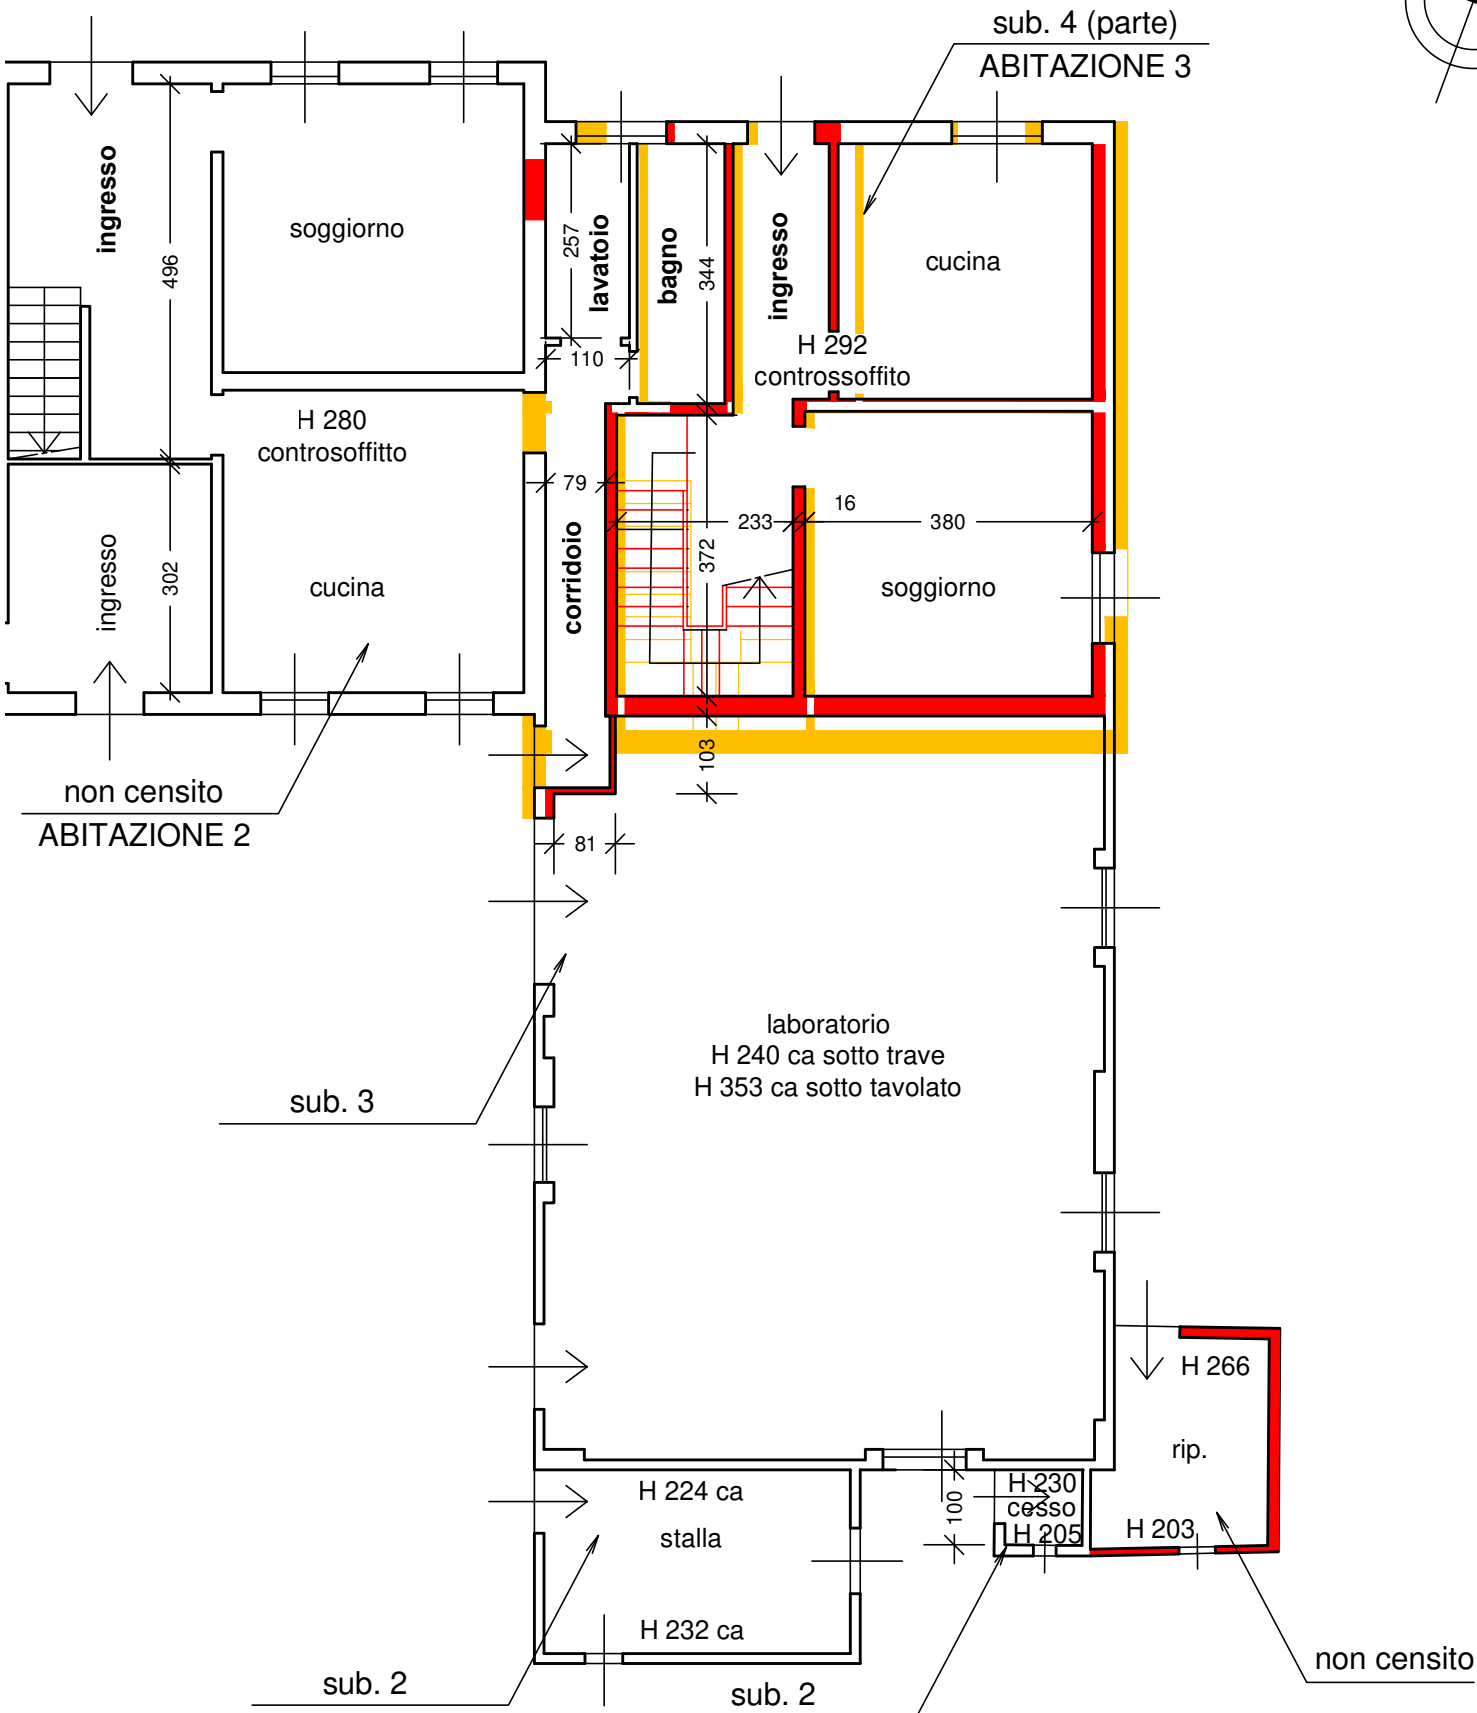 sub. 4 (parte)
ABITAZIONE 3
ingresso
496
soggiorno
257
lavatoio
bagno
344
ingresso
cucina
H 292
controssoffito
110
H 280
controsoffitto
79
corridoio
233
16
380
372
302
ingresso
cucina
soggiorno
103
non censito
ABITAZIONE 2
81
laboratorio
H 240 ca sotto trave
H 353 ca sotto tavolato
sub. 3
H 266
rip.
H 203
H 230
cesso
H 205
100
H 224 ca
stalla
H 232 ca
non censito
sub. 2
sub. 2